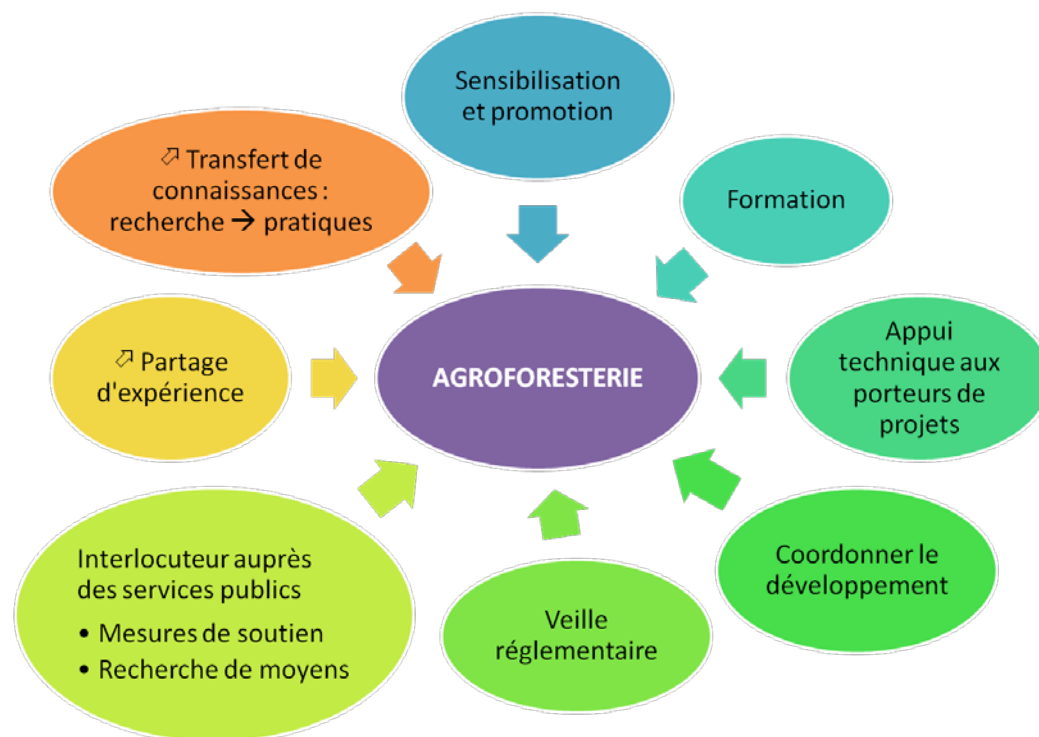 Sensibilisation
et promotion
Formation
Appui
technique aux
porteurs de
projets
Coordonner le
développement
Veille
réglementaire
Interlocuteur auprès
des services publics
• Mesures de soutien
• Recherche de moyens
↗ Partage
d'expérience
↗ Transfert de
connaissances :
recherche → pratiques
AGROFORESTERIE